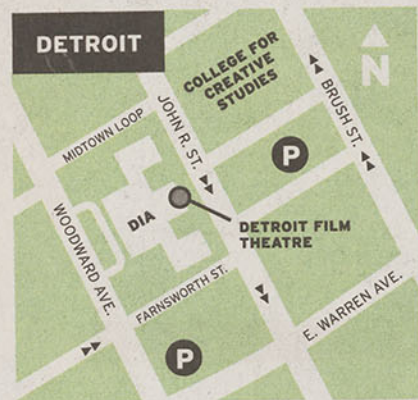 DETROIT
N
COLLEGE FOR
CREATIVE
STUDIES
JOHN R. ST.
BRUSH ST.
MIDTOWN LOOP
P
DIA
WOODWARD AVE.
DETROIT FILM
THEATRE
FARNSWORTH ST.
E. WARREN AVE.
P